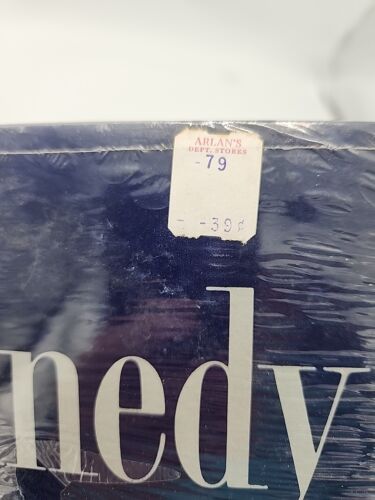 ARLAN'S
DEPT. STORES
-79
- -39¢
nedy